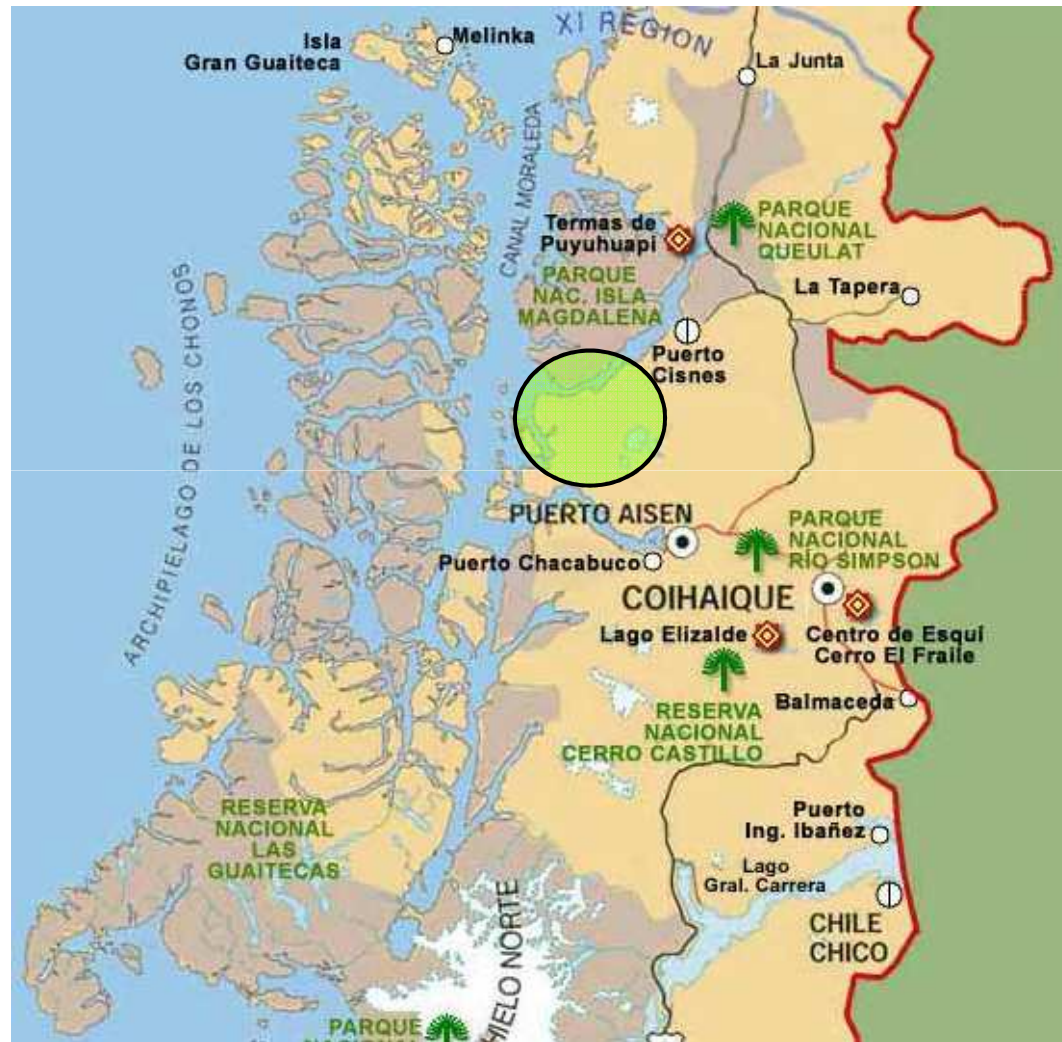 XI REGION
Isla
Gran Guaiteca
Melinka
La Junta
CANAL MORALEDA
Termas de
Puyuhuapi
PARQUE
NACIONAL
QUEULAT
PARQUE
NAC. ISLA
MAGDALENA
La Tapera
Puerto
Cisnes
ARCHIPIELAGO DE LOS CHONOS
PUERTO AISEN
Puerto Chacabuco
PARQUE
NACIONAL
RÍO SIMPSON
COIHAIQUE
Lago Elizalde
Centro de Esquí
Cerro El Fraile
Balmaceda
RESERVA
NACIONAL
CERRO CASTILLO
RESERVA
NACIONAL
LAS
GUAITECAS
Puerto
Ing. Ibañez
Lago
Gral. Carrera
CHILE
CHICO
HIELO NORTE
PARQUE